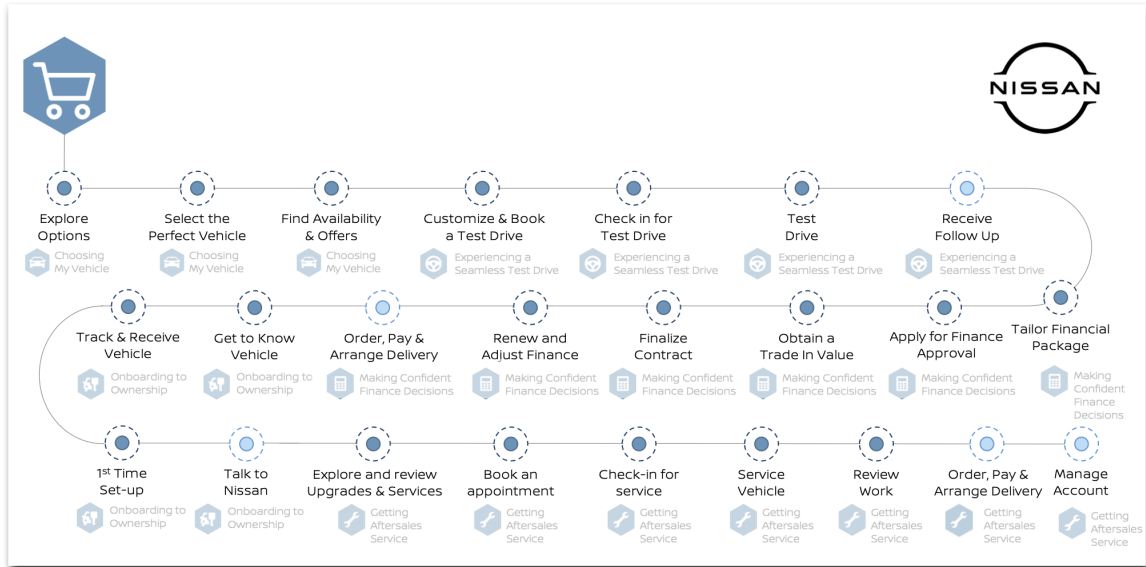 NISSAN
Explore
Options
Choosing
My Vehicle
Select the
Perfect Vehicle
Choosing
My Vehicle
Find Availability
& Offers
Choosing
My Vehicle
Customize & Book
a Test Drive
Experiencing a
Seamless Test Drive
Check in for
Test Drive
Experiencing a
Seamless Test Drive
Test
Drive
Experiencing a
Seamless Test Drive
Receive
Follow Up
Experiencing a
Seamless Test Drive
Track & Receive
Vehicle
Onboarding to
Ownership
Get to Know
Vehicle
Onboarding to
Ownership
Order, Pay &
Arrange Delivery
Making Confident
Finance Decisions
Renew and
Adjust Finance
Making Confident
Finance Decisions
Finalize
Contract
Making Confident
Finance Decisions
Obtain a
Trade In Value
Making Confident
Finance Decisions
Apply for Finance
Approval
Making Confident
Finance Decisions
Tailor Financial
Package
Making
Confident
Finance
Decisions
1st Time
Set-up
Onboarding to
Ownership
Talk to
Nissan
Onboarding to
Ownership
Explore and review
Upgrades & Services
Getting
Aftersales
Service
Book an
appointment
Getting
Aftersales
Service
Check-in for
service
Getting
Aftersales
Service
Service
Vehicle
Getting
Aftersales
Service
Review
Work
Getting
Aftersales
Service
Order, Pay &
Arrange Delivery
Getting
Aftersales
Service
Manage
Account
Getting
Aftersales
Service